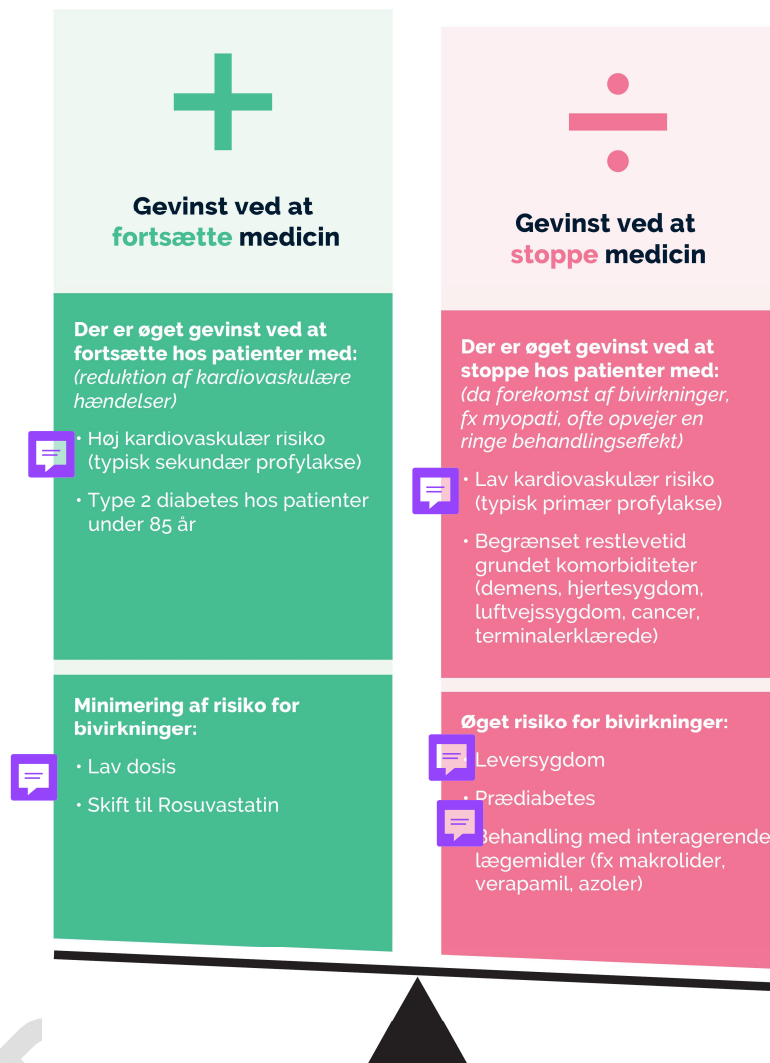 Gevinst ved at
fortsætte medicin
Der er øget gevinst ved at
fortsætte hos patienter med:
(reduktion af kardiovaskulære
hændelser)
• Høj kardiovaskulær risiko
(typisk sekundær profylakse)
• Type 2 diabetes hos patienter
under 85 år
Minimering af risiko for
bivirkninger:
• Lav dosis
• Skift til Rosuvastatin
Gevinst ved at
stoppe medicin
Der er øget gevinst ved at
stoppe hos patienter med:
(da forekomst af bivirkninger,
fx myopati, ofte opvejer en
ringe behandlingseffekt)
• Lav kardiovaskulær risiko
(typisk primær profylakse)
• Begrænset restlevetid
grundet komorbiditeter
(demens, hjertesygdom,
luftvejssygdom, cancer,
terminalerklærede)
Øget risiko for bivirkninger:
• Leversygdom
• Prædiabetes
Behandling med interagerende
lægemidler (fx makrolider,
verapamil, azoler)